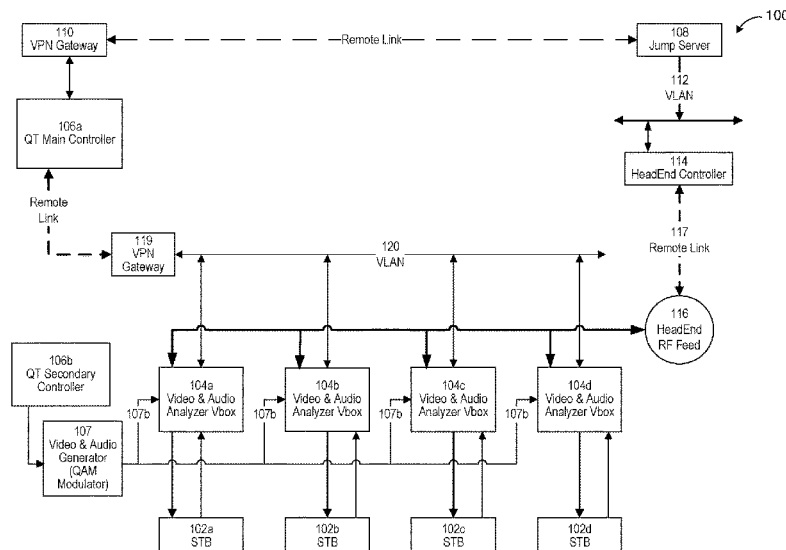 100
110
VPN Gateway
Remote Link
108
Jump Server
112
VLAN
106a
QT Main Controller
114
HeadEnd Controller
Remote
Link
117
Remote Link
119
VPN
Gateway
120
VLAN
116
HeadEnd
RF Feed
106b
QT Secondary
Controller
104a
Video & Audio
Analyzer Vbox
104b
Video & Audio
Analyzer Vbox
104c
Video & Audio
Analyzer Vbox
104d
Video & Audio
Analyzer Vbox
107b
107b
107b
107b
107
Video & Audio
Generator
(QAM
Modulator)
102a
STB
102b
STB
102c
STB
102d
STB